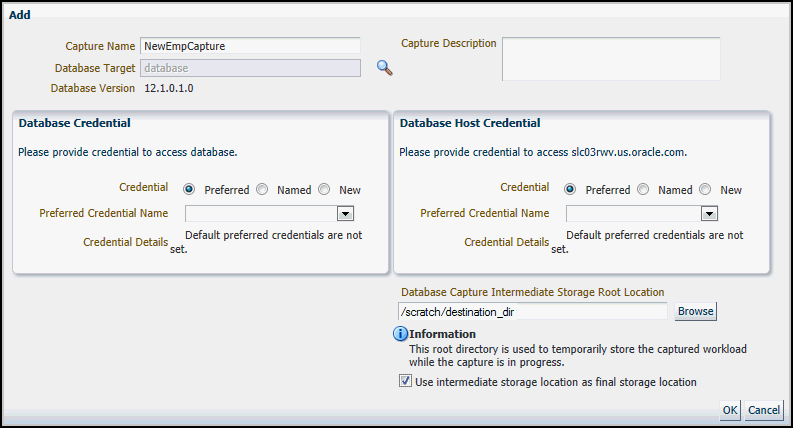 Add
Capture Name NewEmpCapture
Capture Description
Database Target database
Database Version 12.1.0.1.0
Database Credential
Please provide credential to access database.
Credential Preferred Named New
Preferred Credential Name
Credential Details Default preferred credentials are not
set.
Database Host Credential
Please provide credential to access slc03rwv.us.oracle.com.
Credential Preferred Named New
Preferred Credential Name
Credential Details Default preferred credentials are not
set.
Database Capture Intermediate Storage Root Location
/scratch/destination_dir Browse
Information
This root directory is used to temporarily store the captured workload
while the capture is in progress.
Use intermediate storage location as final storage location
OK Cancel